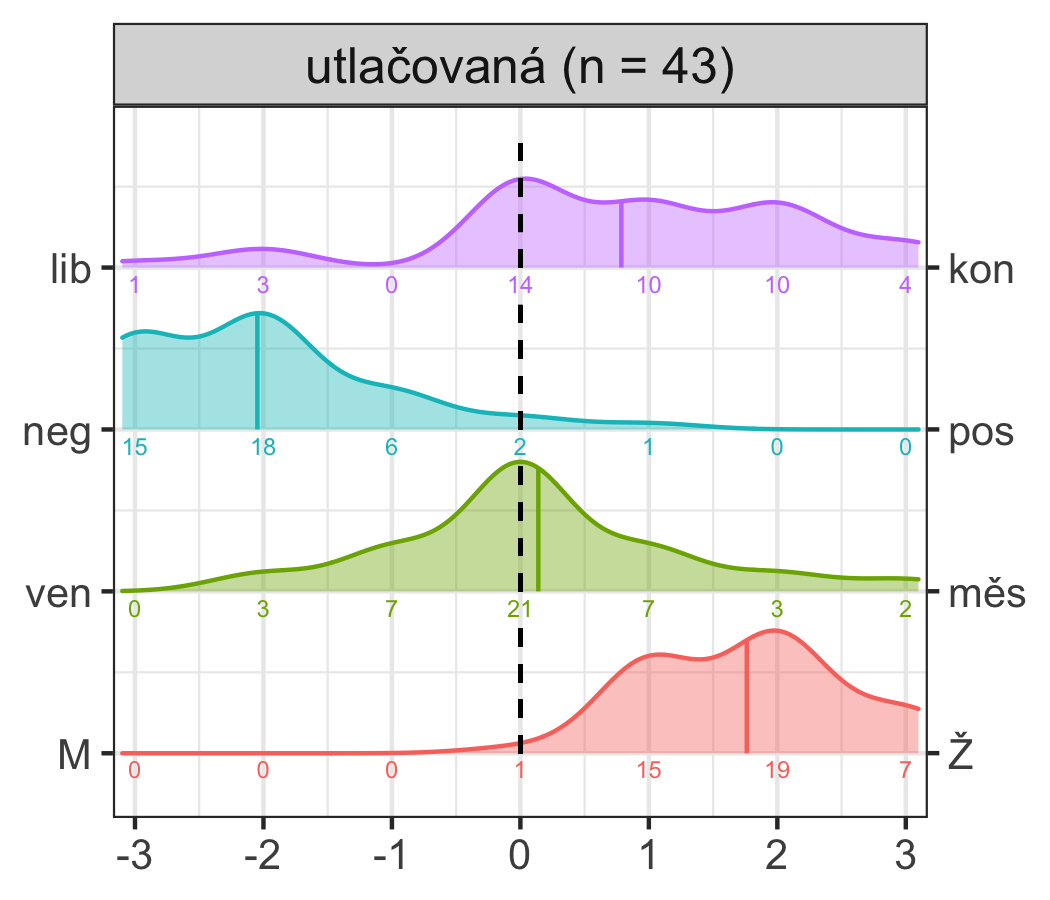 utlačovaná (n = 43)
lib kon
1 3 0 14 10 10 4
neg pos
15 18 6 2 1 0 0
ven měs
0 3 7 21 7 3 2
M Ž
0 0 0 1 15 19 7
-3 -2 -1 0 1 2 3